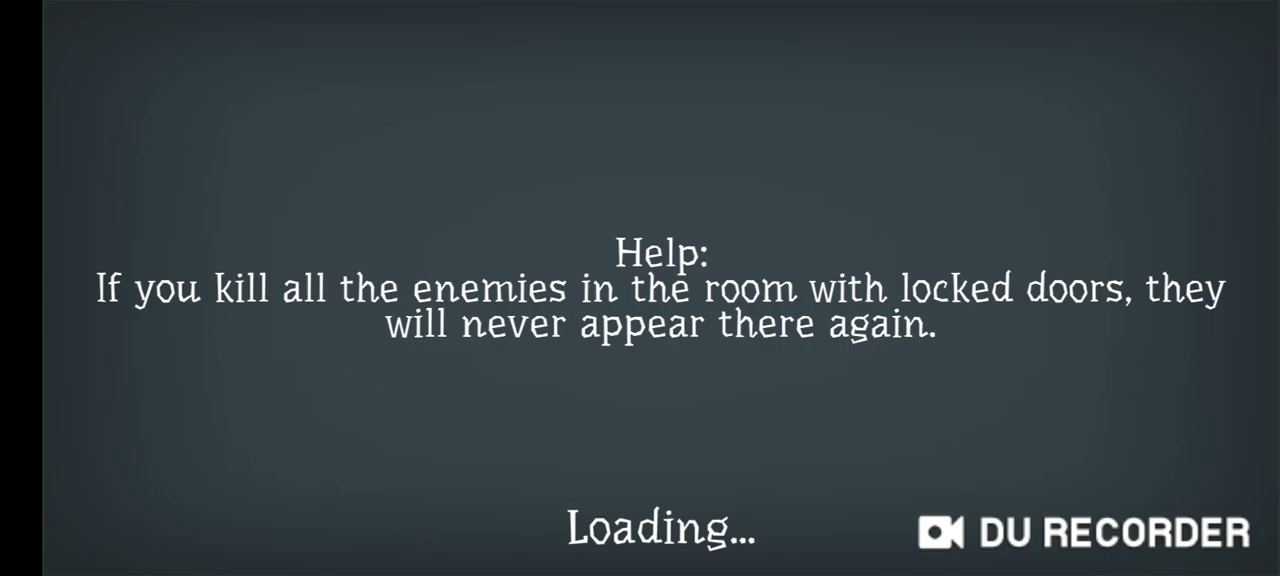 Help:
If you kill all the enemies in the room with locked doors, they
will never appear there again.
Loading...
DU RECORDER